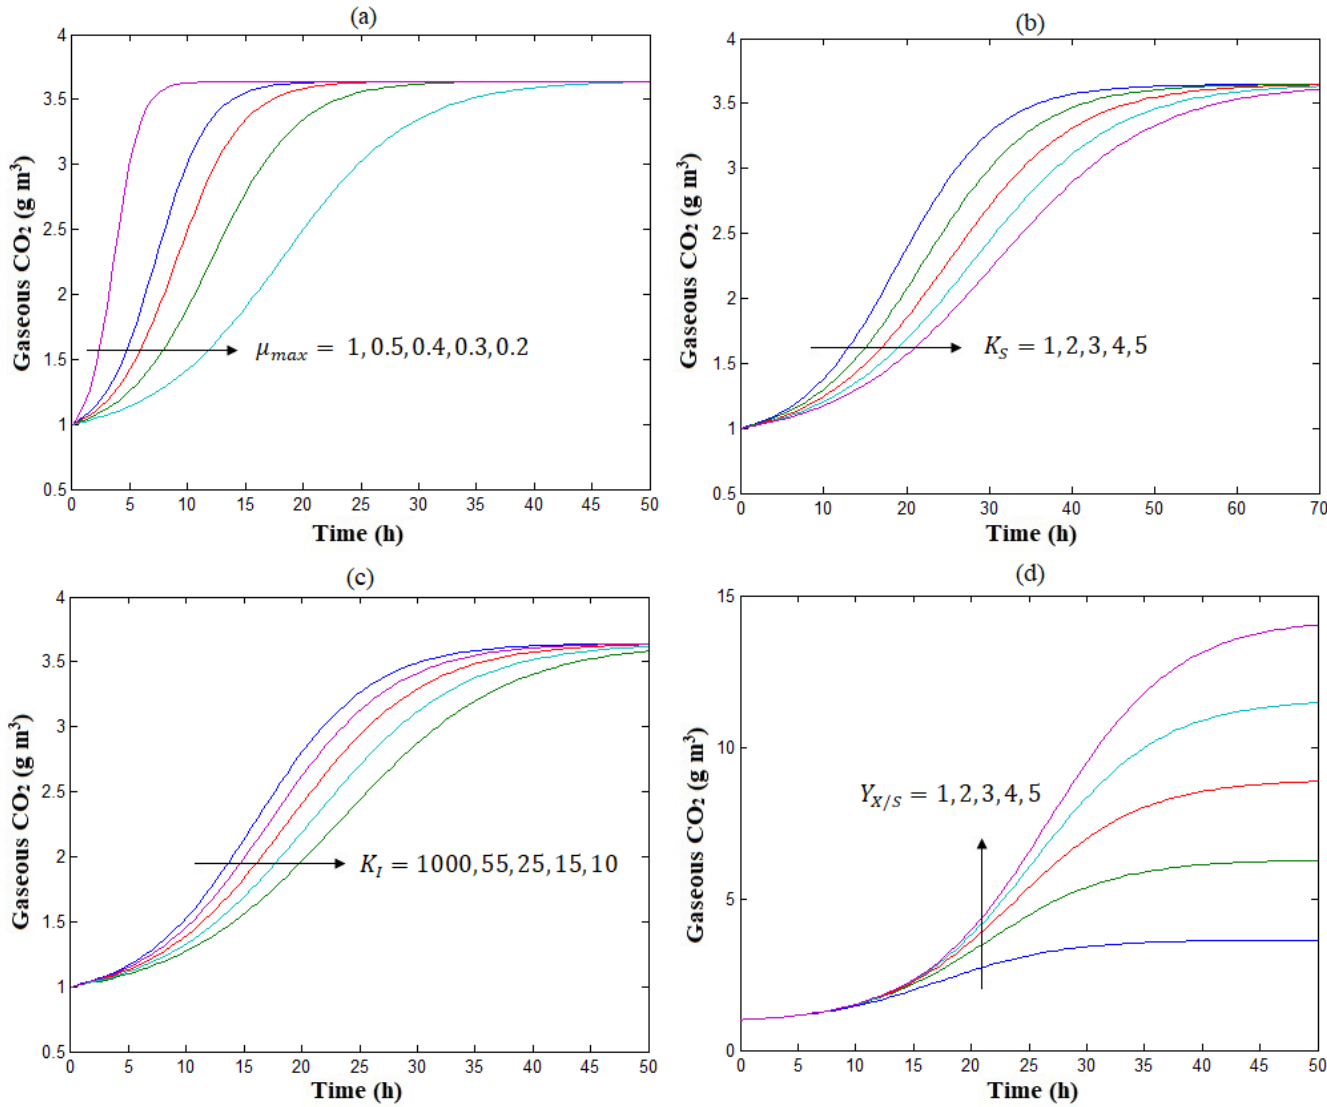 (a)
4
3.5
3
2.5
2
1.5
1
0.5
Gaseous CO₂ (g m³)
μ_max = 1, 0.5, 0.4, 0.3, 0.2
0 5 10 15 20 25 30 35 40 45 50
Time (h)
(b)
4
3.5
3
2.5
2
1.5
1
0.5
Gaseous CO₂ (g m³)
K_S = 1, 2, 3, 4, 5
0 10 20 30 40 50 60 70
Time (h)
(c)
4
3.5
3
2.5
2
1.5
1
0.5
Gaseous CO₂ (g m³)
K_I = 1000, 55, 25, 15, 10
0 5 10 15 20 25 30 35 40 45 50
Time (h)
(d)
15
10
5
0
Gaseous CO₂ (g m³)
Y_X/S = 1, 2, 3, 4, 5
0 5 10 15 20 25 30 35 40 45 50
Time (h)